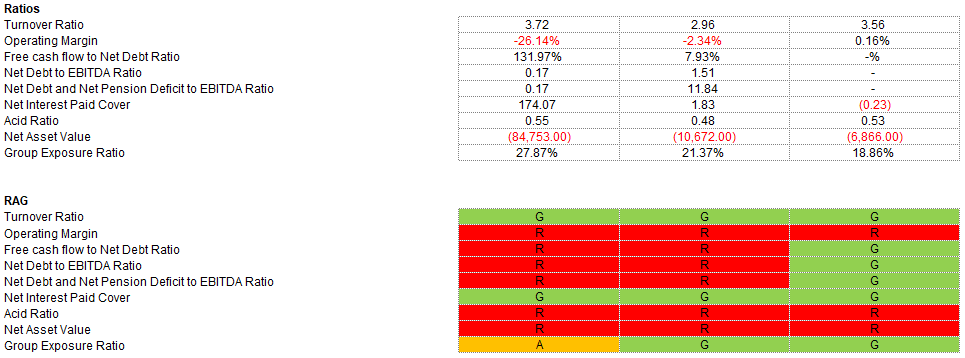 Ratios
Turnover Ratio 3.72 2.96 3.56
Operating Margin -26.14% -2.34% 0.16%
Free cash flow to Net Debt Ratio 131.97% 7.93% -%
Net Debt to EBITDA Ratio 0.17 1.51 -
Net Debt and Net Pension Deficit to EBITDA Ratio 0.17 11.84 -
Net Interest Paid Cover 174.07 1.83 (0.23)
Acid Ratio 0.55 0.48 0.53
Net Asset Value (84,753.00) (10,672.00) (6,866.00)
Group Exposure Ratio 27.87% 21.37% 18.86%
RAG
Turnover Ratio G G G
Operating Margin R R R
Free cash flow to Net Debt Ratio R R G
Net Debt to EBITDA Ratio R R G
Net Debt and Net Pension Deficit to EBITDA Ratio R R G
Net Interest Paid Cover G G G
Acid Ratio R R R
Net Asset Value R R R
Group Exposure Ratio A G G